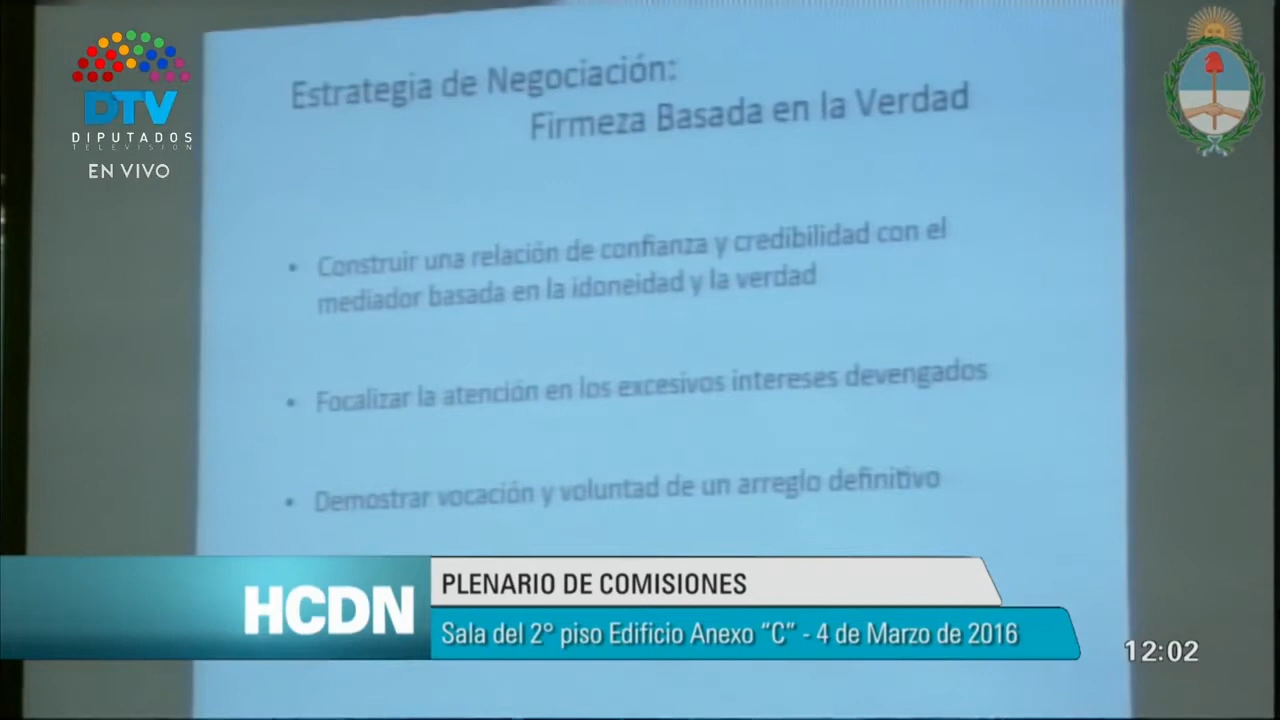 DTV
DIPUTADOS
TELEVISIÓN
EN VIVO
Estrategia de Negociación:
Firmeza Basada en la Verdad
• Construir una relación de confianza y credibilidad con el
mediador basada en la idoneidad y la verdad
• Focalizar la atención en los excesivos intereses devengados
• Demostrar vocación y voluntad de un arreglo definitivo
HCDN
PLENARIO DE COMISIONES
Sala del 2° piso Edificio Anexo “C” - 4 de Marzo de 2016
12:02